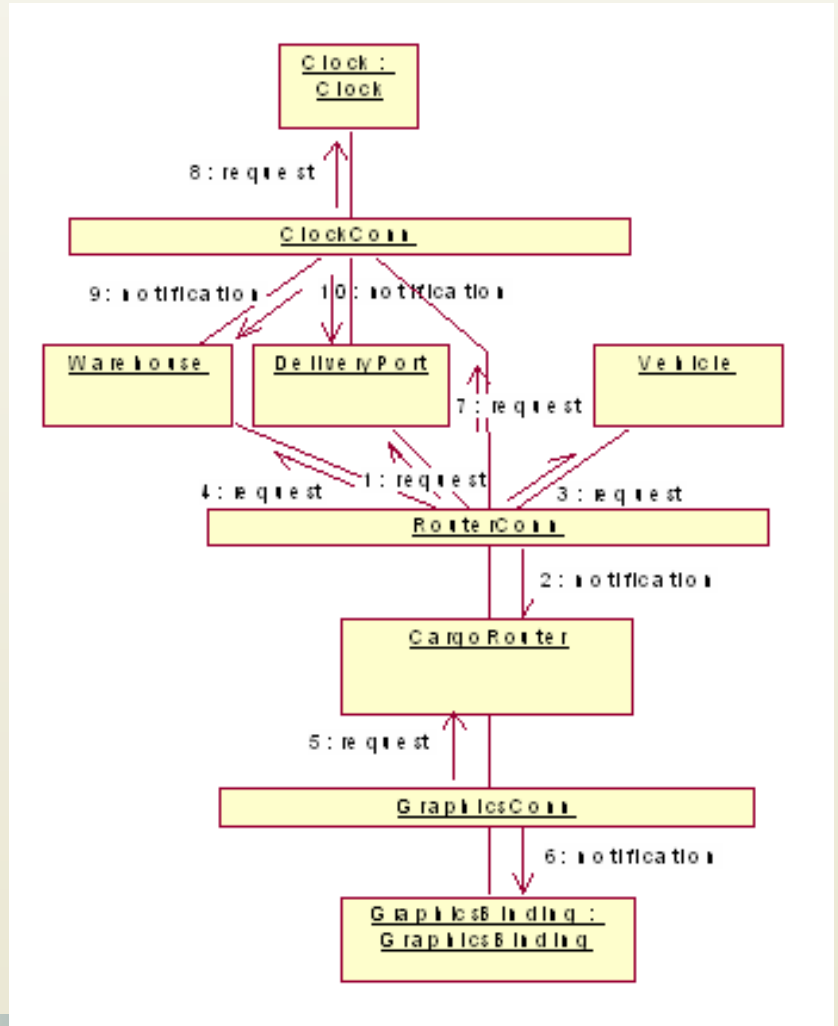 Clock :
Clock
8 : request
ClockConn
9 : notification
10 : notification
Warehouse
DeliveryPort
Vehicle
7 : request
4 : request
1 : request
3 : request
RouterConn
2 : notification
CargoRouter
5 : request
GraphicsConn
6 : notification
GraphicsBinding :
GraphicsBinding